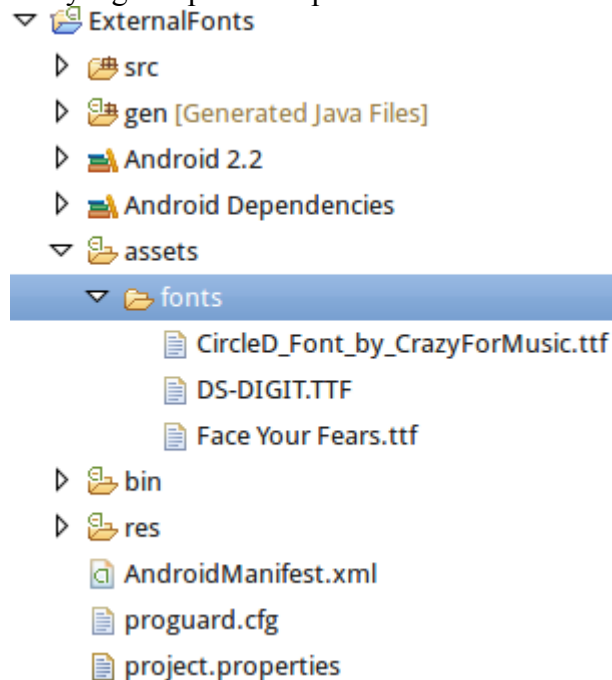 ExternalFonts
src
gen [Generated Java Files]
Android 2.2
Android Dependencies
assets
fonts
CircleD_Font_by_CrazyForMusic.ttf
DS-DIGIT.TTF
Face Your Fears.ttf
bin
res
AndroidManifest.xml
proguard.cfg
project.properties